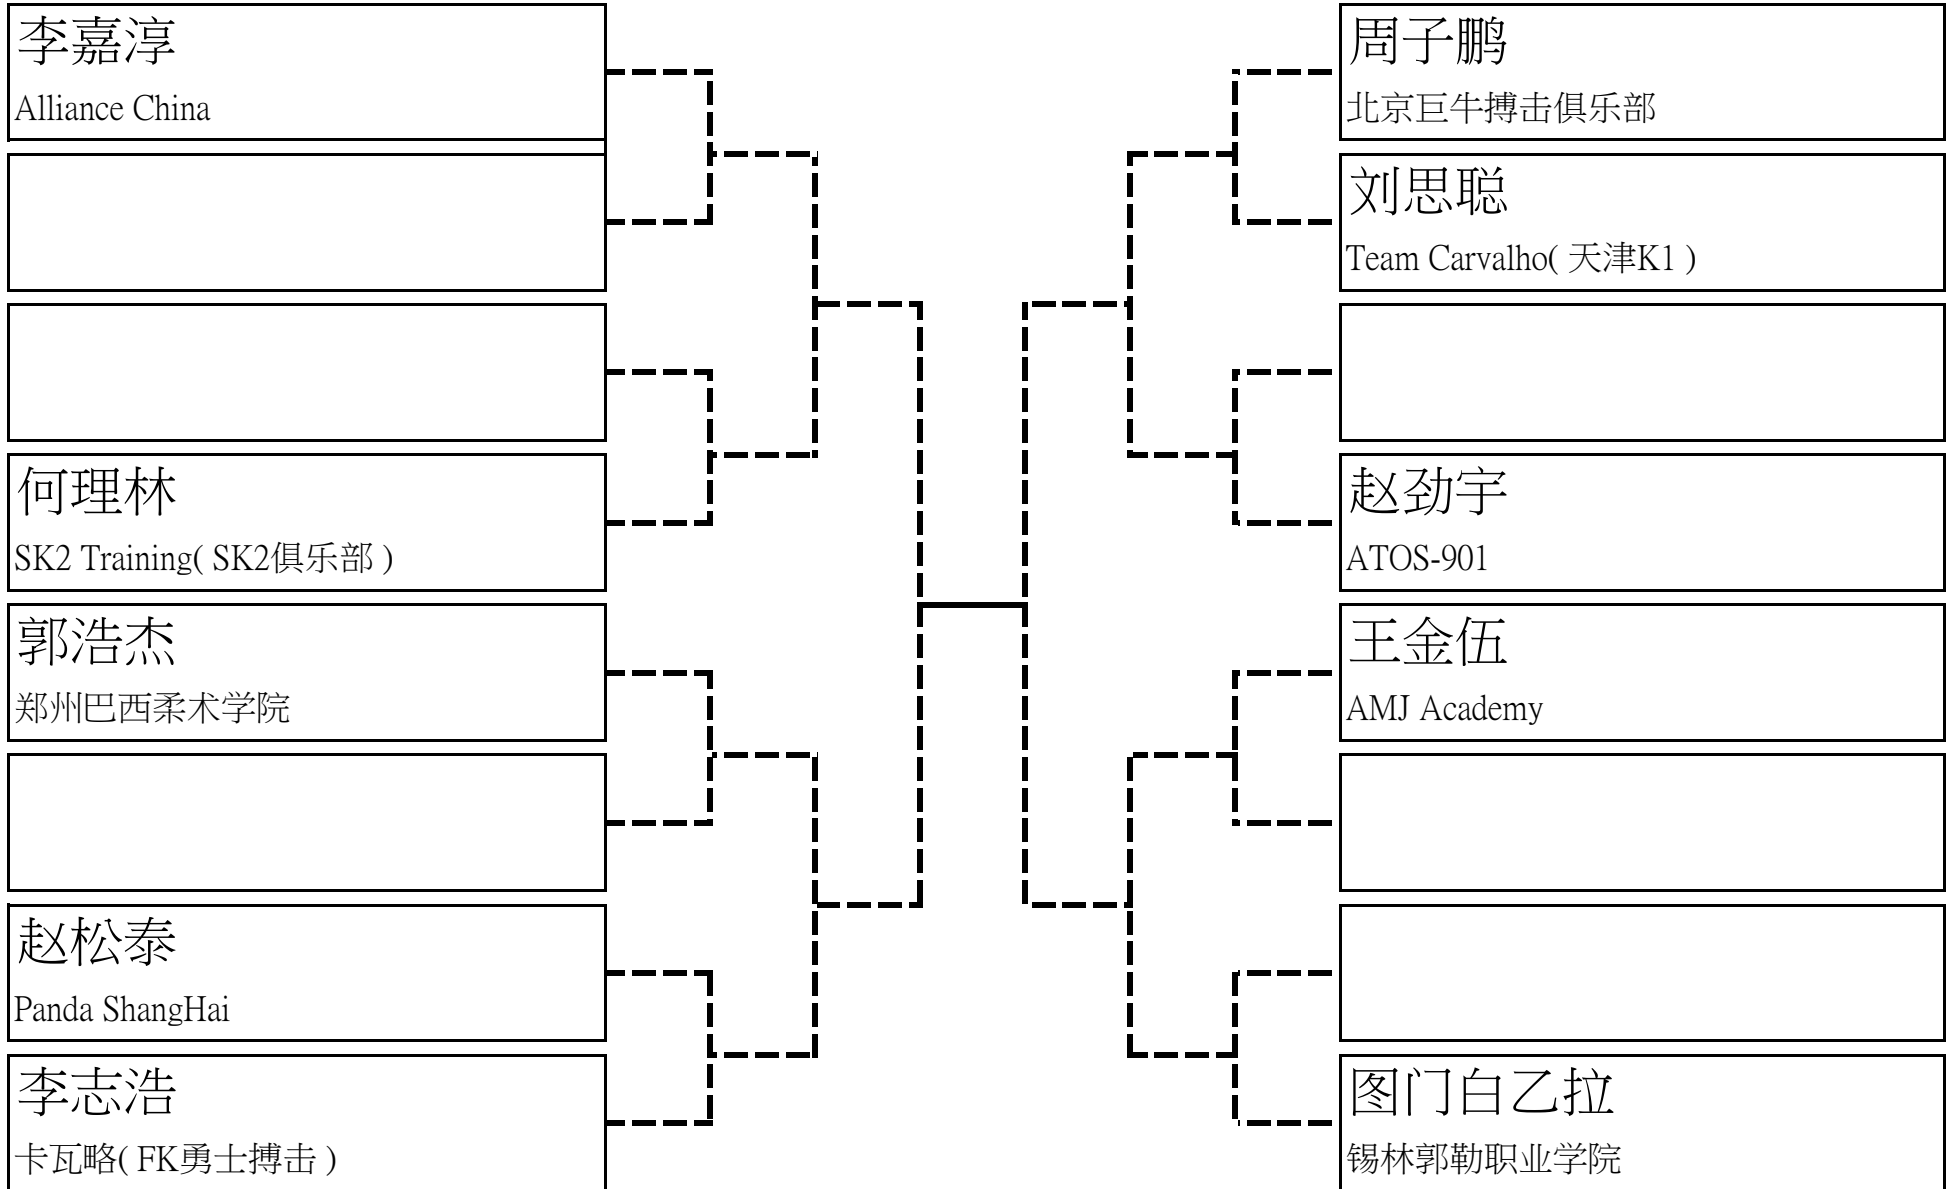 李嘉淳
Alliance China
何理林
SK2 Training( SK2俱乐部 )
郭浩杰
郑州巴西柔术学院
赵松泰
Panda ShangHai
李志浩
卡瓦略( FK勇士搏击 )
周子鹏
北京巨牛搏击俱乐部
刘思聪
Team Carvalho( 天津K1 )
赵劲宇
ATOS-901
王金伍
AMJ Academy
图门白乙拉
锡林郭勒职业学院